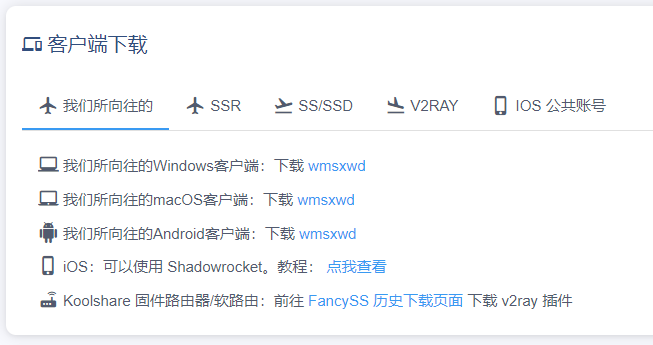 客户端下载
我们所向往的 SSR SS/SSD V2RAY IOS 公共账号
我们所向往的Windows客户端：下载 wmsxwd
我们所向往的macOS客户端：下载 wmsxwd
我们所向往的Android客户端：下载 wmsxwd
iOS：可以使用 Shadowrocket。教程： 点我查看
Koolshare 固件路由器/软路由：前往 FancySS 历史下载页面 下载 v2ray 插件